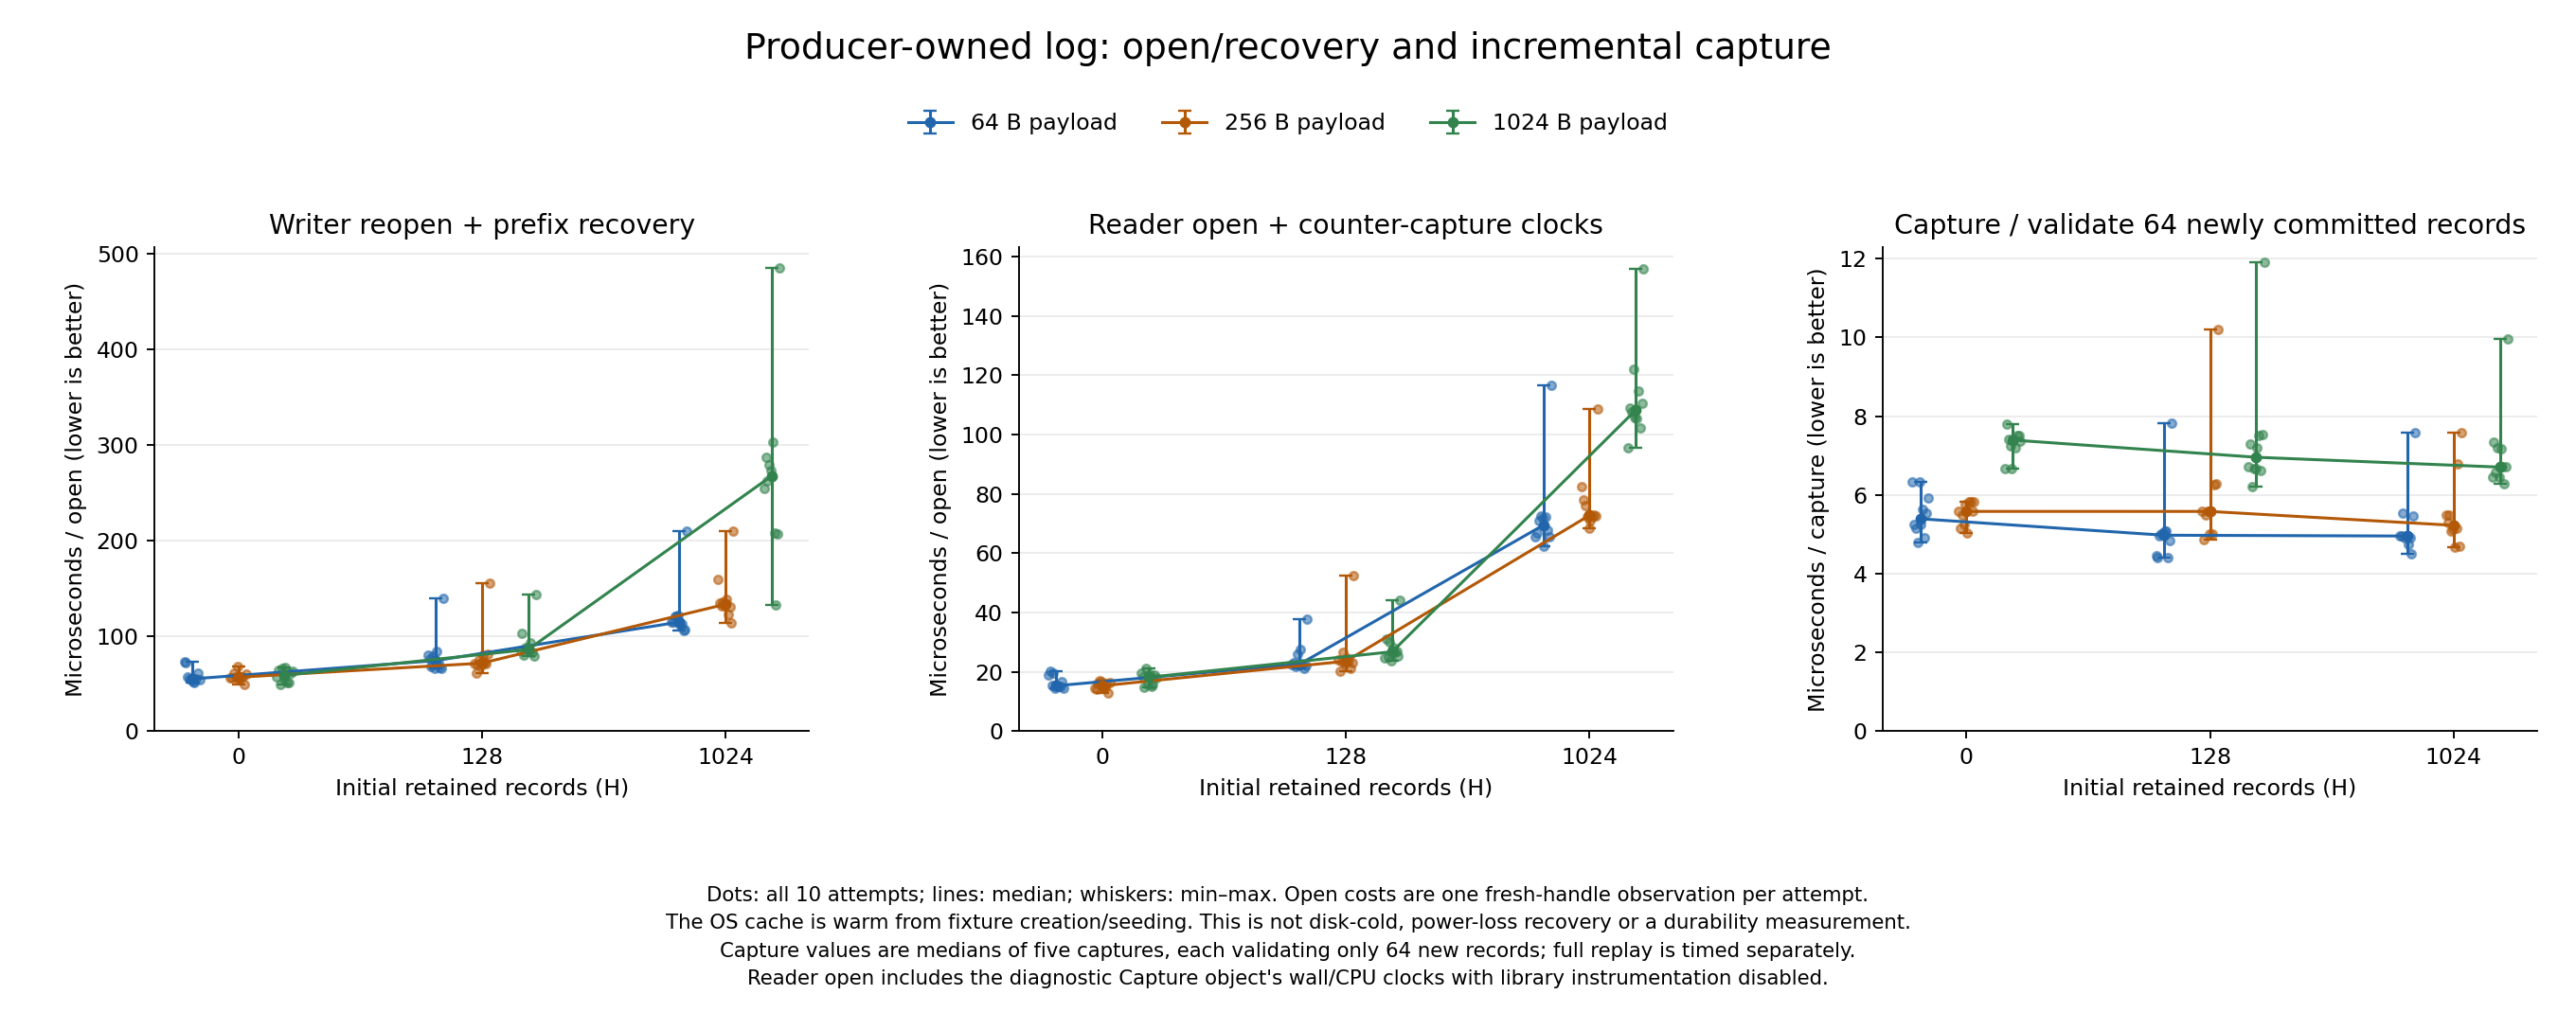 Producer-owned log: open/recovery and incremental capture
64 B payload
256 B payload
1024 B payload
Writer reopen + prefix recovery
Microseconds / open (lower is better)
500
400
300
200
100
0
0
128
1024
Initial retained records (H)
Reader open + counter-capture clocks
Microseconds / open (lower is better)
160
140
120
100
80
60
40
20
0
0
128
1024
Initial retained records (H)
Capture / validate 64 newly committed records
Microseconds / capture (lower is better)
12
10
8
6
4
2
0
0
128
1024
Initial retained records (H)
Dots: all 10 attempts; lines: median; whiskers: min–max. Open costs are one fresh-handle observation per attempt.
The OS cache is warm from fixture creation/seeding. This is not disk-cold, power-loss recovery or a durability measurement.
Capture values are medians of five captures, each validating only 64 new records; full replay is timed separately.
Reader open includes the diagnostic Capture object's wall/CPU clocks with library instrumentation disabled.